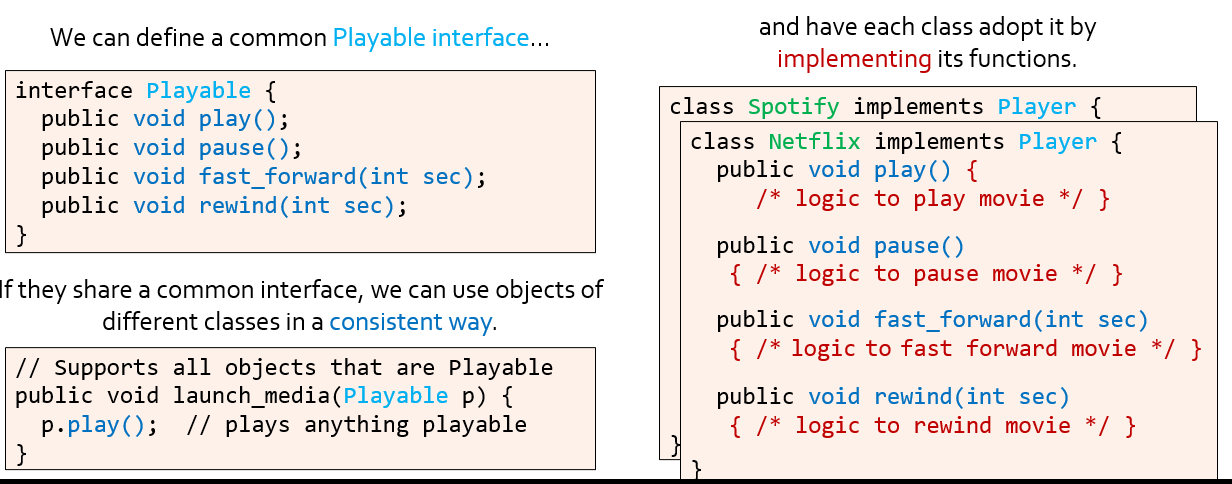 We can define a common Playable interface…
interface Playable {
public void play();
public void pause();
public void fast_forward(int sec);
public void rewind(int sec);
}
If they share a common interface, we can use objects of
different classes in a consistent way.
// Supports all objects that are Playable
public void launch_media(Playable p) {
p.play();  // plays anything playable
}
and have each class adopt it by
implementing its functions.
class Spotify implements Player {
class Netflix implements Player {
public void play() {
/* logic to play movie */ }
public void pause()
{ /* logic to pause movie */ }
public void fast_forward(int sec)
{ /* logic to fast forward movie */ }
public void rewind(int sec)
{ /* logic to rewind movie */ }
}
}